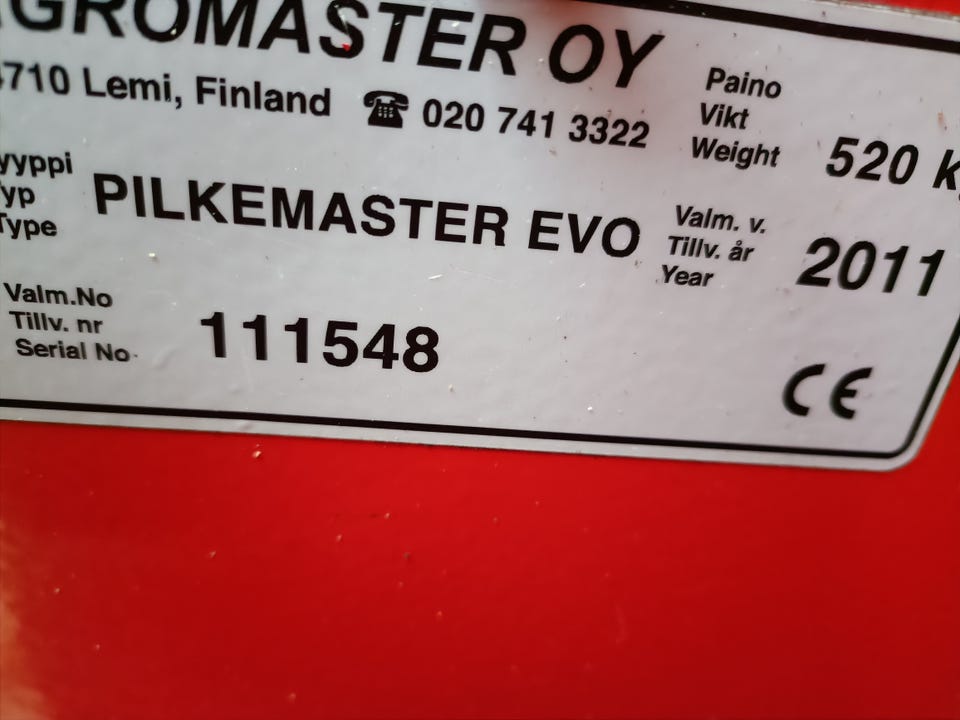 GROMASTER OY
710 Lemi, Finland ☎ 020 741 3322
Paino
Vikt
Weight
520 k
yyppi
yp
Type
PILKEMASTER EVO
Valm. v.
Tillv. år
Year
2011
Valm.No
Tillv. nr
Serial No
111548
CE